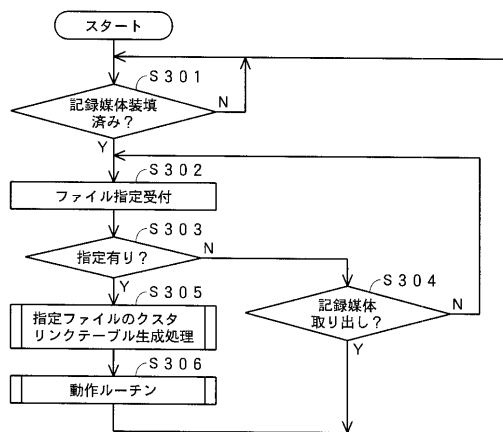 スタート
S301
記録媒体装填
済み?
N
Y
S302
ファイル指定受付
S303
指定有り?
N
Y
S304
記録媒体
取り出し?
N
Y
S305
指定ファイルのクスタ
リンクテーブル生成処理
S306
動作ルーチン